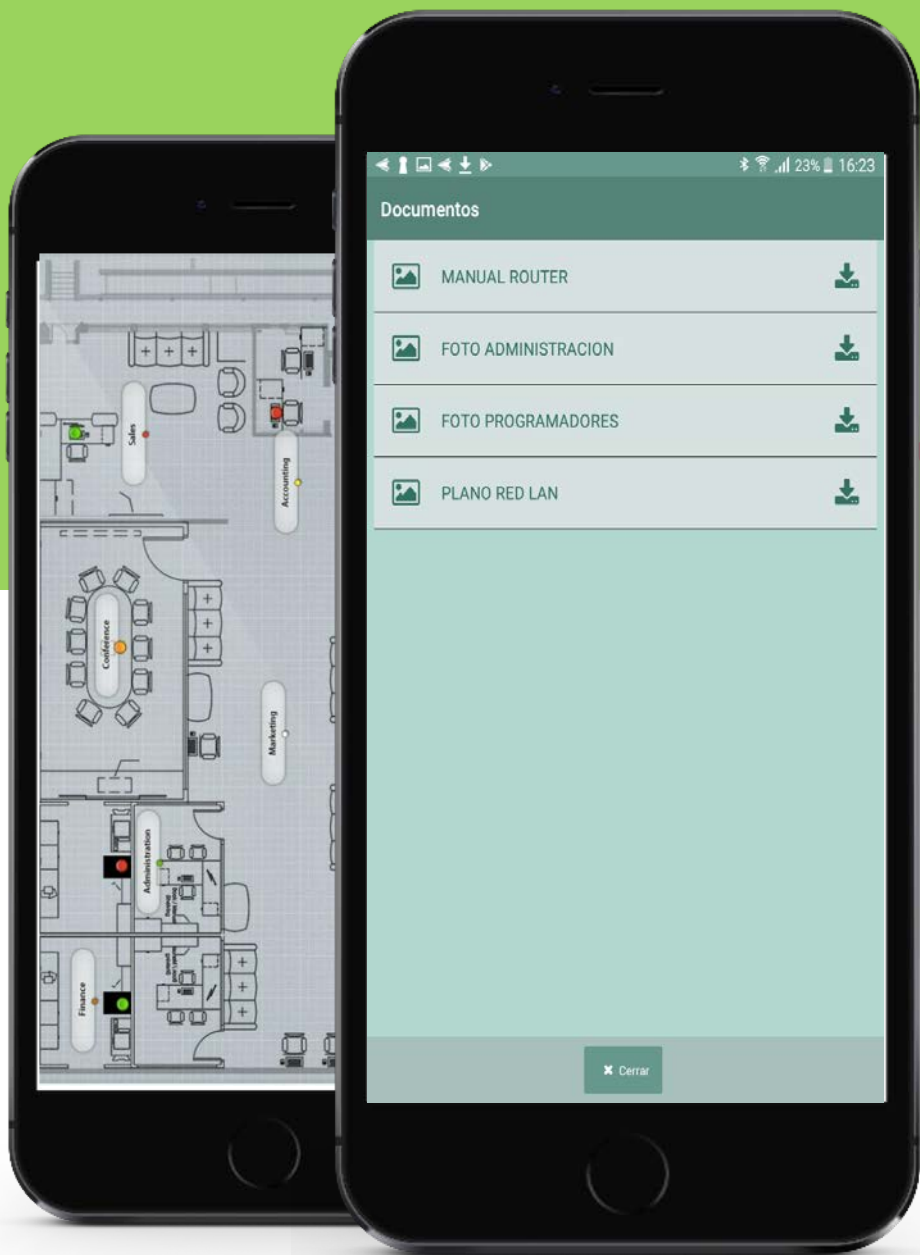 23% 16:23
Documentos
MANUAL ROUTER
FOTO ADMINISTRACION
FOTO PROGRAMADORES
PLANO RED LAN
✖ Cerrar
Sales
Accounting
Conference
Marketing
Administration
Finance